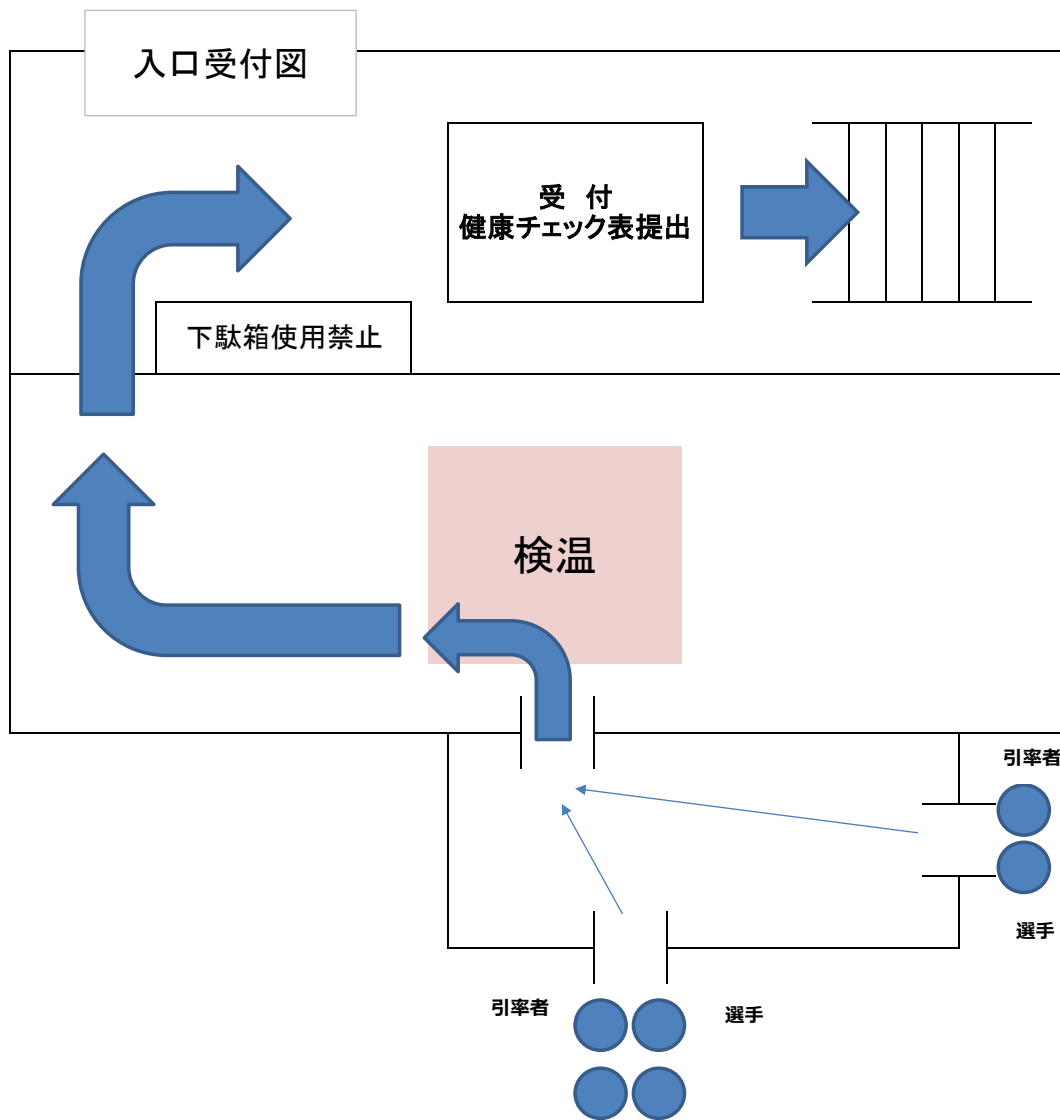 入口受付図
受　付
健康チェック表提出
下駄箱使用禁止
検温
引率者
選手
引率者
選手